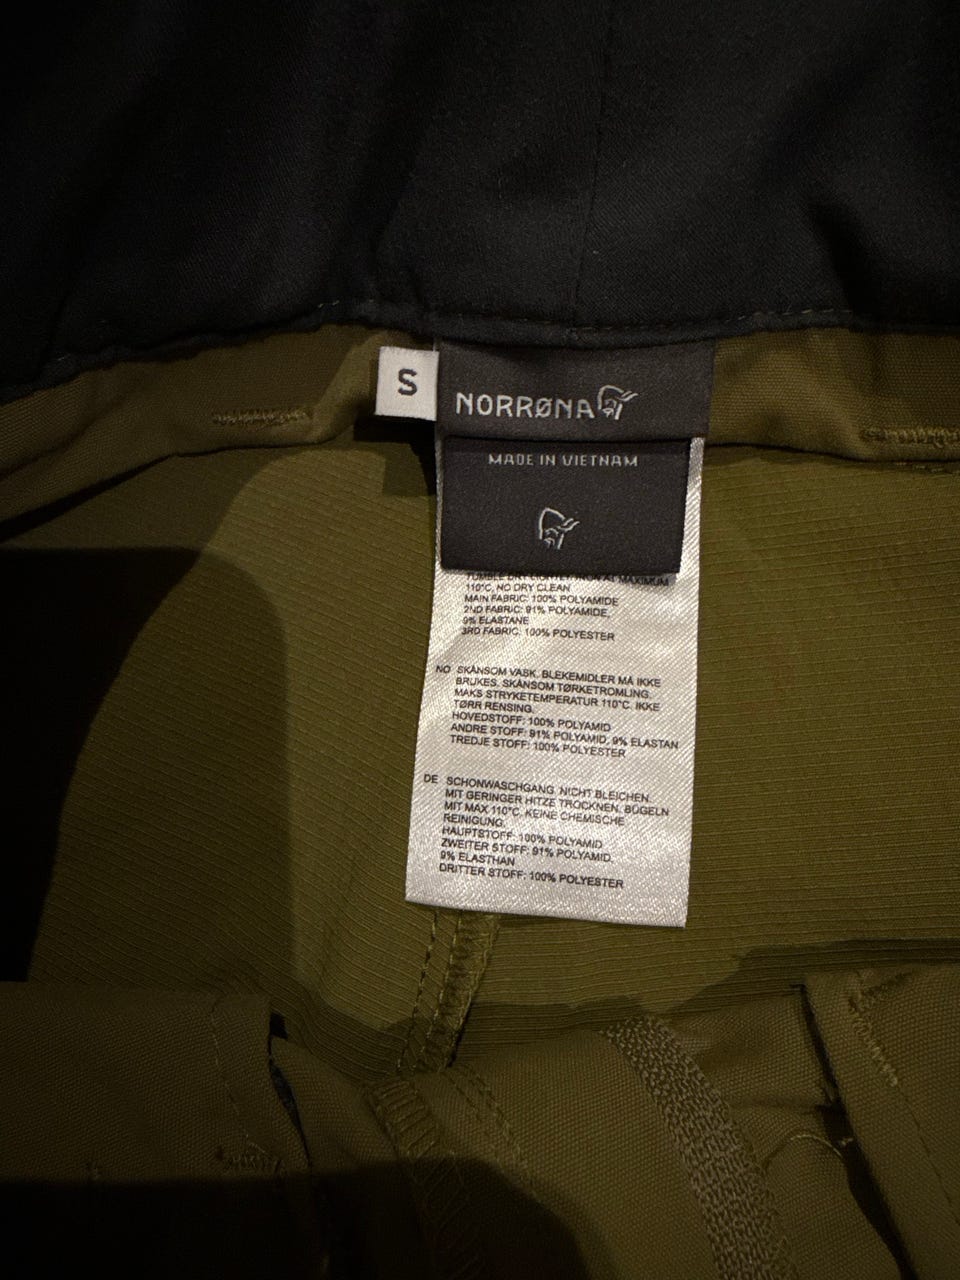 S
NORRØNA
MADE IN VIETNAM
TUMBLE DRY AT MAXIMUM
110°C, NO DRY CLEAN
MAIN FABRIC: 100% POLYAMIDE
2ND FABRIC: 91% POLYAMIDE,
9% ELASTANE
3RD FABRIC: 100% POLYESTER
NO SKÅNSOM VASK. BLEKEMIDLER MÅ IKKE
BRUKES. SKÅNSOM TØRKETROMLING.
MAKS STRYKETEMPERATUR 110°C. IKKE
TØRR RENSING.
HOVEDSTOFF: 100% POLYAMID
ANDRE STOFF: 91% POLYAMID, 9% ELASTAN
TREDJE STOFF: 100% POLYESTER
DE SCHONWASCHGANG. NICHT BLEICHEN.
MIT GERINGER HITZE TROCKNEN. BÜGELN
MIT MAX 110°C. KEINE CHEMISCHE
REINIGUNG.
HAUPTSTOFF: 100% POLYAMID
ZWEITER STOFF: 91% POLYAMID,
9% ELASTHAN
DRITTER STOFF: 100% POLYESTER